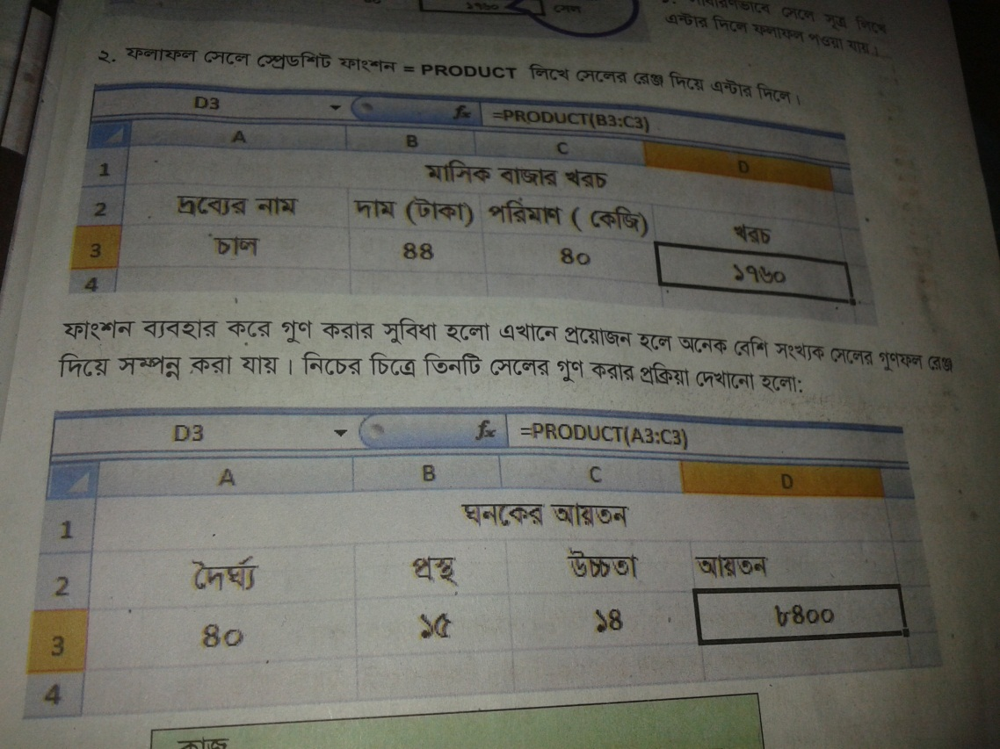 ১৭৬০ সেল
সেলে সূত্র লিখে
এন্টার দিলে ফলাফল পাওয়া যায়।
২. ফলাফল সেলে স্প্রেডশিট ফাংশন = PRODUCT লিখে সেলের রেঞ্জ দিয়ে এন্টার দিলে।
D3 fx =PRODUCT(B3:C3)
A B C D
1 মাসিক বাজার খরচ
2 দ্রব্যের নাম দাম (টাকা) পরিমাণ ( কেজি) খরচ
3 চাল ৪৪ ৪০ ১৭৬০
4
ফাংশন ব্যবহার করে গুণ করার সুবিধা হলো এখানে প্রয়োজন হলে অনেক বেশি সংখ্যক সেলের গুণফল রেঞ্জ
দিয়ে সম্পন্ন করা যায়। নিচের চিত্রে তিনটি সেলের গুণ করার প্রক্রিয়া দেখানো হলো:
D3 fx =PRODUCT(A3:C3)
A B C D
1 ঘনকের আয়তন
2 দৈর্ঘ্য প্রস্থ উচ্চতা আয়তন
3 ৪০ ১৫ ১৪ ৮৪০০
4
কাজ